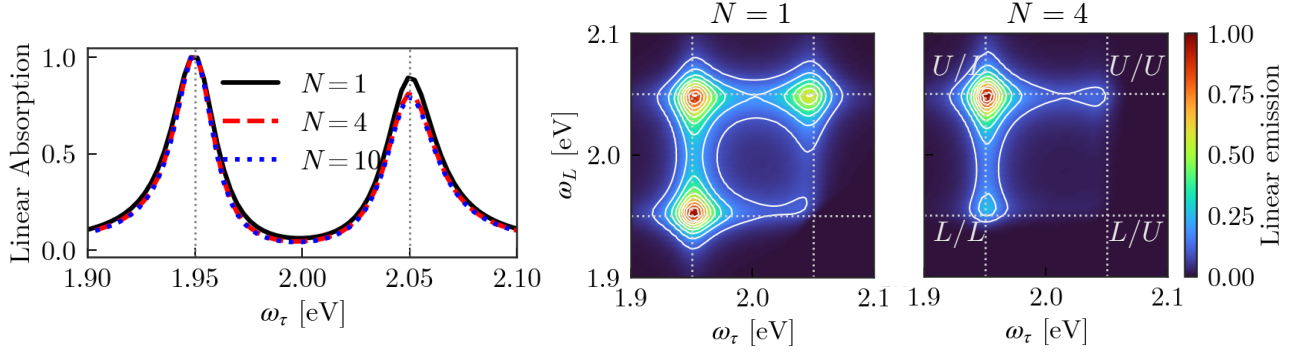 Linear Absorption
1.0
0.5
0.0
N = 1
N = 4
N = 10
1.90
1.95
2.00
2.05
2.10
ω_τ [eV]
N = 1
ω_L [eV]
2.1
2.0
1.9
1.9
2.0
2.1
ω_τ [eV]
N = 4
U/L
U/U
L/L
L/U
1.9
2.0
2.1
ω_τ [eV]
1.00
0.75
0.50
0.25
0.00
Linear emission